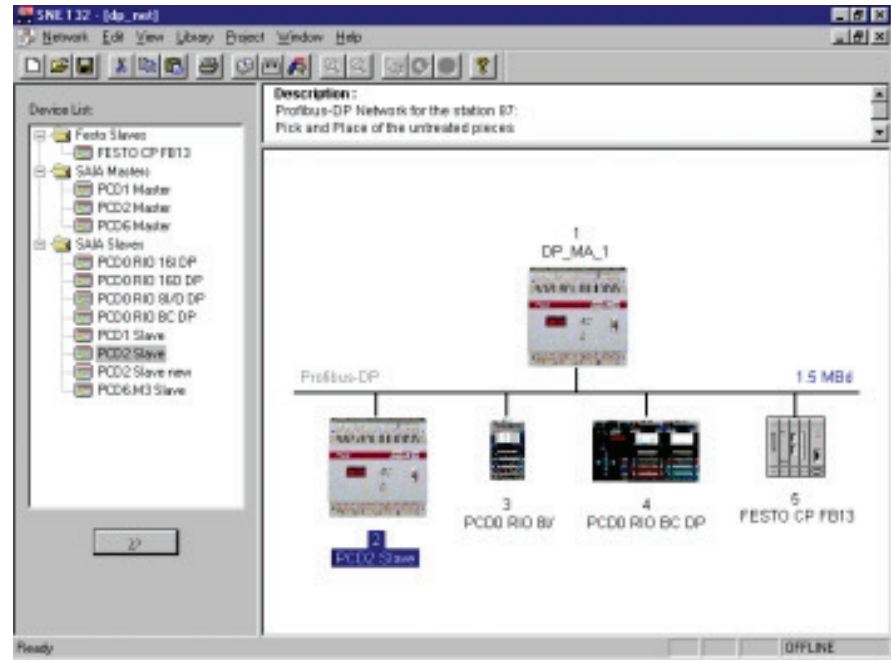 SNET32 - [dp_net]
Network Edit View Library Project Window Help
Device List:
Festo Slaves
FESTO CP FB13
SAIA Masters
PCD1 Master
PCD2 Master
PCD6 Master
SAIA Slaves
PCD0 RIO 16I DP
PCD0 RIO 16O DP
PCD0 RIO 8I/O DP
PCD0 RIO BC DP
PCD1 Slave
PCD2 Slave
PCD2 Slave new
PCD6.M3 Slave
>>
Description :
Profibus-DP Network for the station 87:
Pick and Place of the untreated pieces
1
DP_MA_1
Profibus-DP
1.5 MBd
2
PCD2 Slave
3
PCD0 RIO 8I/
4
PCD0 RIO BC DP
5
FESTO CP FB13
Ready
OFFLINE